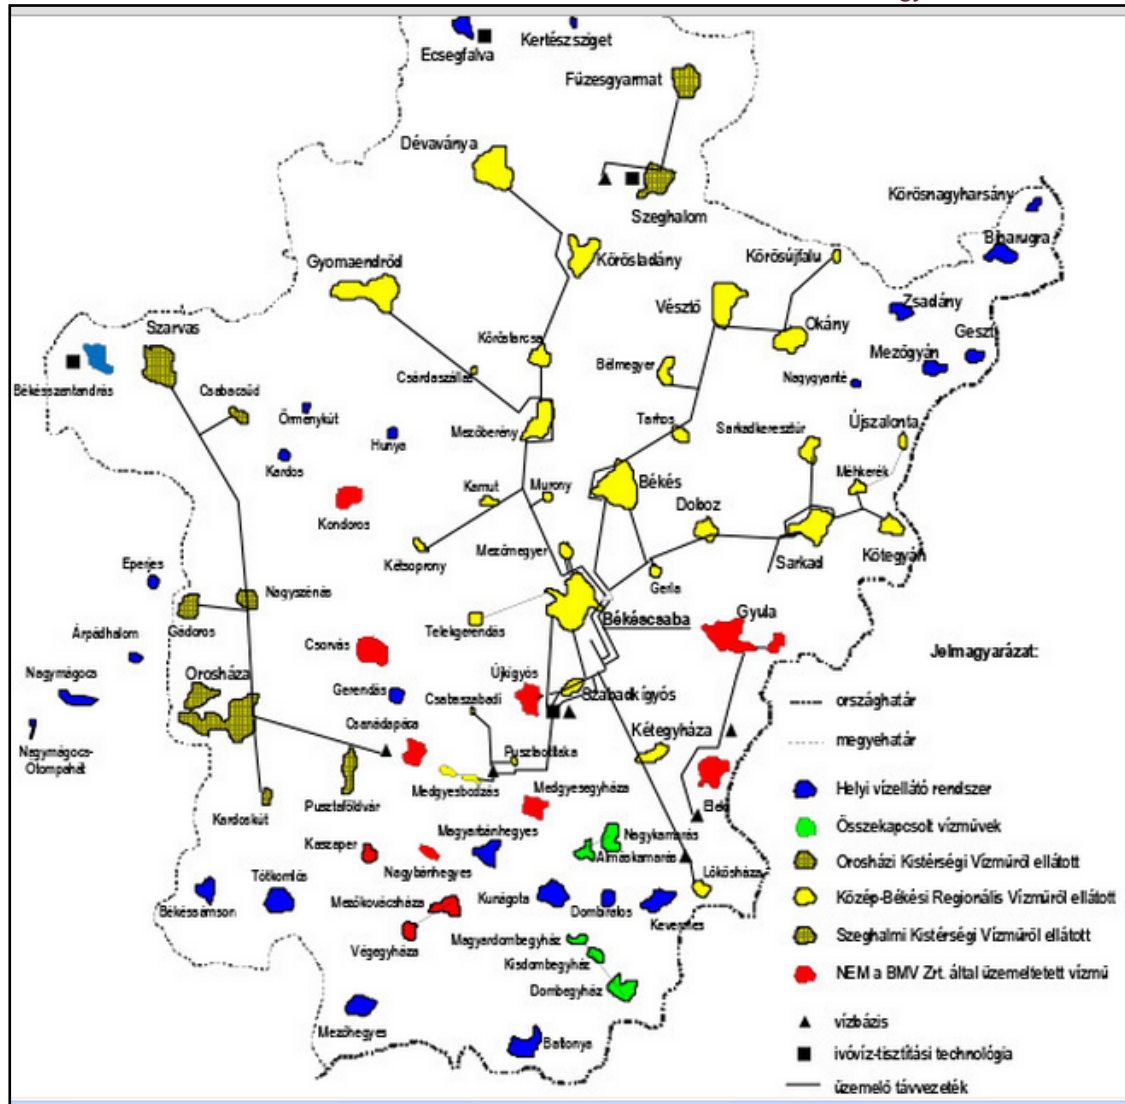 Ecsegfalva
Kertészsziget
Füzesgyarmat
Dévaványa
Szeghalom
Körösnagyharsány
Biharugra
Gyomaendrőd
Körösladány
Körösújfalu
Zsadány
Vésztő
Okány
Geszt
Szarvas
Köröstarcsa
Mezőgyán
Békésszentandrás
Csárdaszállás
Bélmegyer
Nagygyanté
Csabacsűd
Örménykút
Tarhos
Újszalonta
Mezőberény
Sarkadkeresztúr
Hunya
Kardos
Méhkerék
Kamut
Murony
Békés
Doboz
Kondoros
Mezőmegyer
Kötegyán
Kétsoprony
Sarkad
Eperjes
Gerla
Nagyszénás
Gyula
Békéscsaba
Gádoros
Telekgerendás
Árpádhalom
Csorvás
Jelmagyarázat:
Nagymágocs
Orosháza
Újkígyós
Gerendás
Csabaszabadi
Szabadkígyós
országhatár
Csanádapáca
Kétegyháza
Nagymágocs-
Ótompahát
megyehatár
Pusztaottlaka
Medgyesbodzás
Medgyesegyháza
Elek
Helyi vízellátó rendszer
Pusztaföldvár
Kardoskút
Magyarbánhegyes
Nagykamarás
Összekapcsolt vízművek
Kaszaper
Almáskamarás
Nagybánhegyes
Lőkösháza
Orosházi Kistérségi Vízműről ellátott
Tótkomlós
Mezőkovácsháza
Kunágota
Közép-Békési Regionális Vízműről ellátott
Békéssámson
Dombiratos
Kevermes
Magyardombegyház
Szeghalmi Kistérségi Vízműről ellátott
Végegyháza
Kisdombegyház
NEM a BMV Zrt. által üzemeltetett vízmű
Dombegyház
Mezőhegyes
vízbázis
Battonya
ivóvíz-tisztítási technológia
üzemelő távvezeték